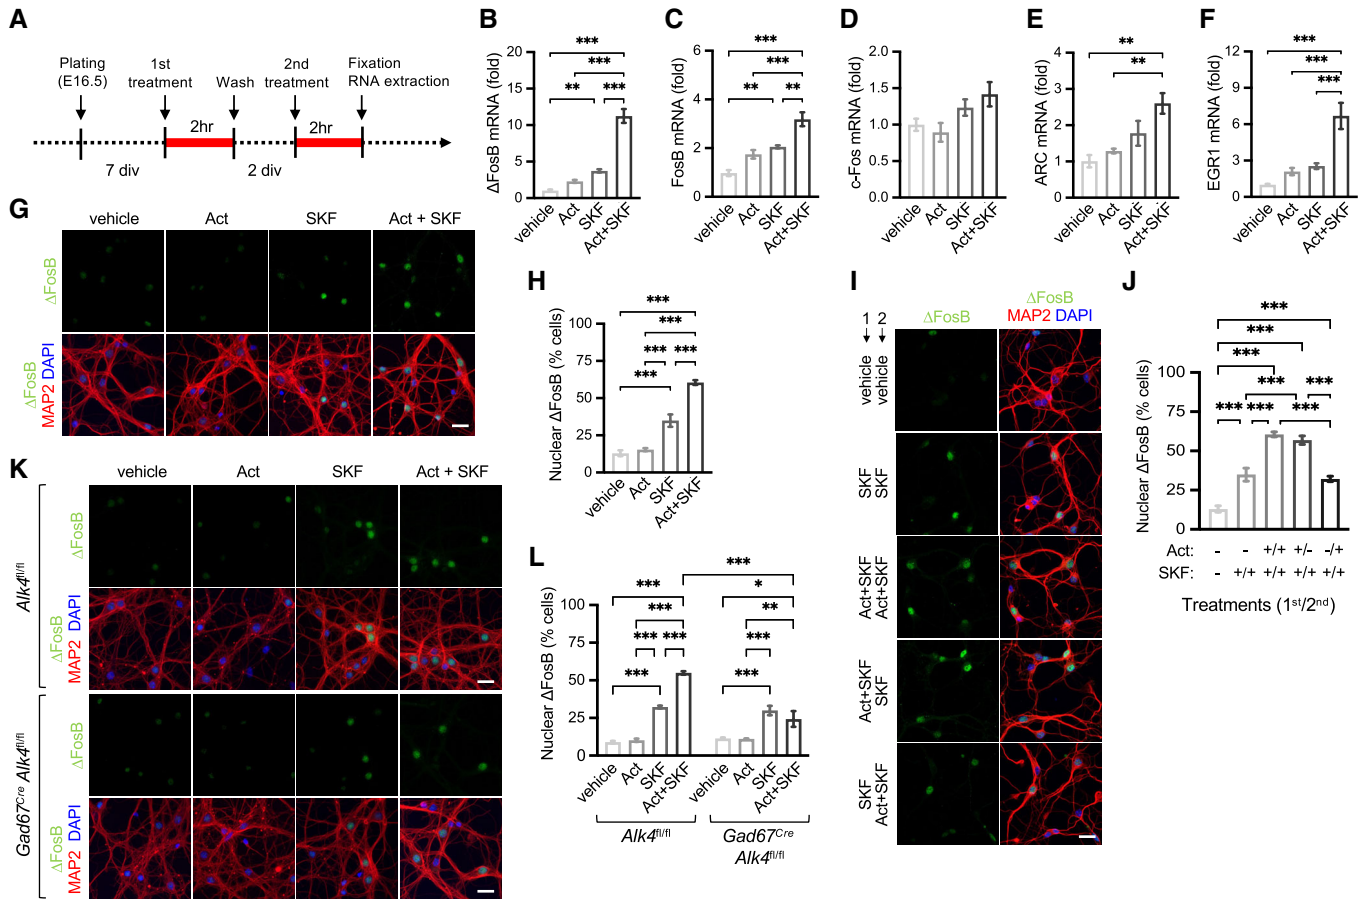 A
Plating
(E16.5)
1st
treatment
Wash
2nd
treatment
Fixation
RNA extraction
2hr
2hr
7 div
2 div
B
ΔFosB mRNA (fold)
20
15
10
5
0
***
***
**
***
vehicle
Act
SKF
Act+SKF
C
FosB mRNA (fold)
6
4
2
0
***
***
**
**
vehicle
Act
SKF
Act+SKF
D
c-Fos mRNA (fold)
2.0
1.5
1.0
0.5
0.0
vehicle
Act
SKF
Act+SKF
E
ARC mRNA (fold)
4
3
2
1
0
**
**
vehicle
Act
SKF
Act+SKF
F
EGR1 mRNA (fold)
12
9
6
3
0
***
***
***
vehicle
Act
SKF
Act+SKF
G
vehicle
Act
SKF
Act + SKF
ΔFosB
ΔFosB
MAP2 DAPI
H
Nuclear ΔFosB (% cells)
100
75
50
25
0
***
***
***
***
***
vehicle
Act
SKF
Act+SKF
I
1 2
ΔFosB
ΔFosB
MAP2 DAPI
vehicle
vehicle
SKF
SKF
Act+SKF
Act+SKF
Act+SKF
SKF
SKF
Act+SKF
J
Nuclear ΔFosB (% cells)
100
75
50
25
0
***
***
***
***
***
***
***
***
Act: - - +/+ +/- -/+
SKF: - +/+ +/+ +/+ +/+
Treatments (1st/2nd)
K
vehicle
Act
SKF
Act + SKF
Alk4fl/fl
ΔFosB
ΔFosB
MAP2 DAPI
Gad67Cre Alk4fl/fl
ΔFosB
ΔFosB
MAP2 DAPI
L
Nuclear ΔFosB (% cells)
100
75
50
25
0
***
***
*
***
**
***
***
***
***
***
vehicle
Act
SKF
Act+SKF
vehicle
Act
SKF
Act+SKF
Alk4fl/fl
Gad67Cre
Alk4fl/fl